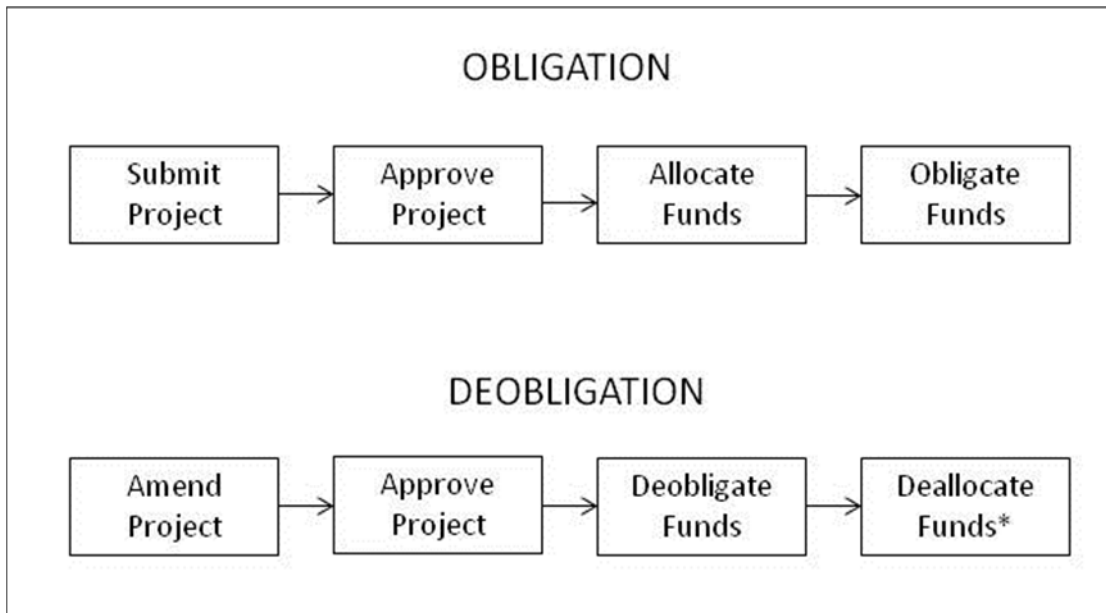 OBLIGATION
Submit
Project
Approve
Project
Allocate
Funds
Obligate
Funds
DEOBLIGATION
Amend
Project
Approve
Project
Deobligate
Funds
Deallocate
Funds*